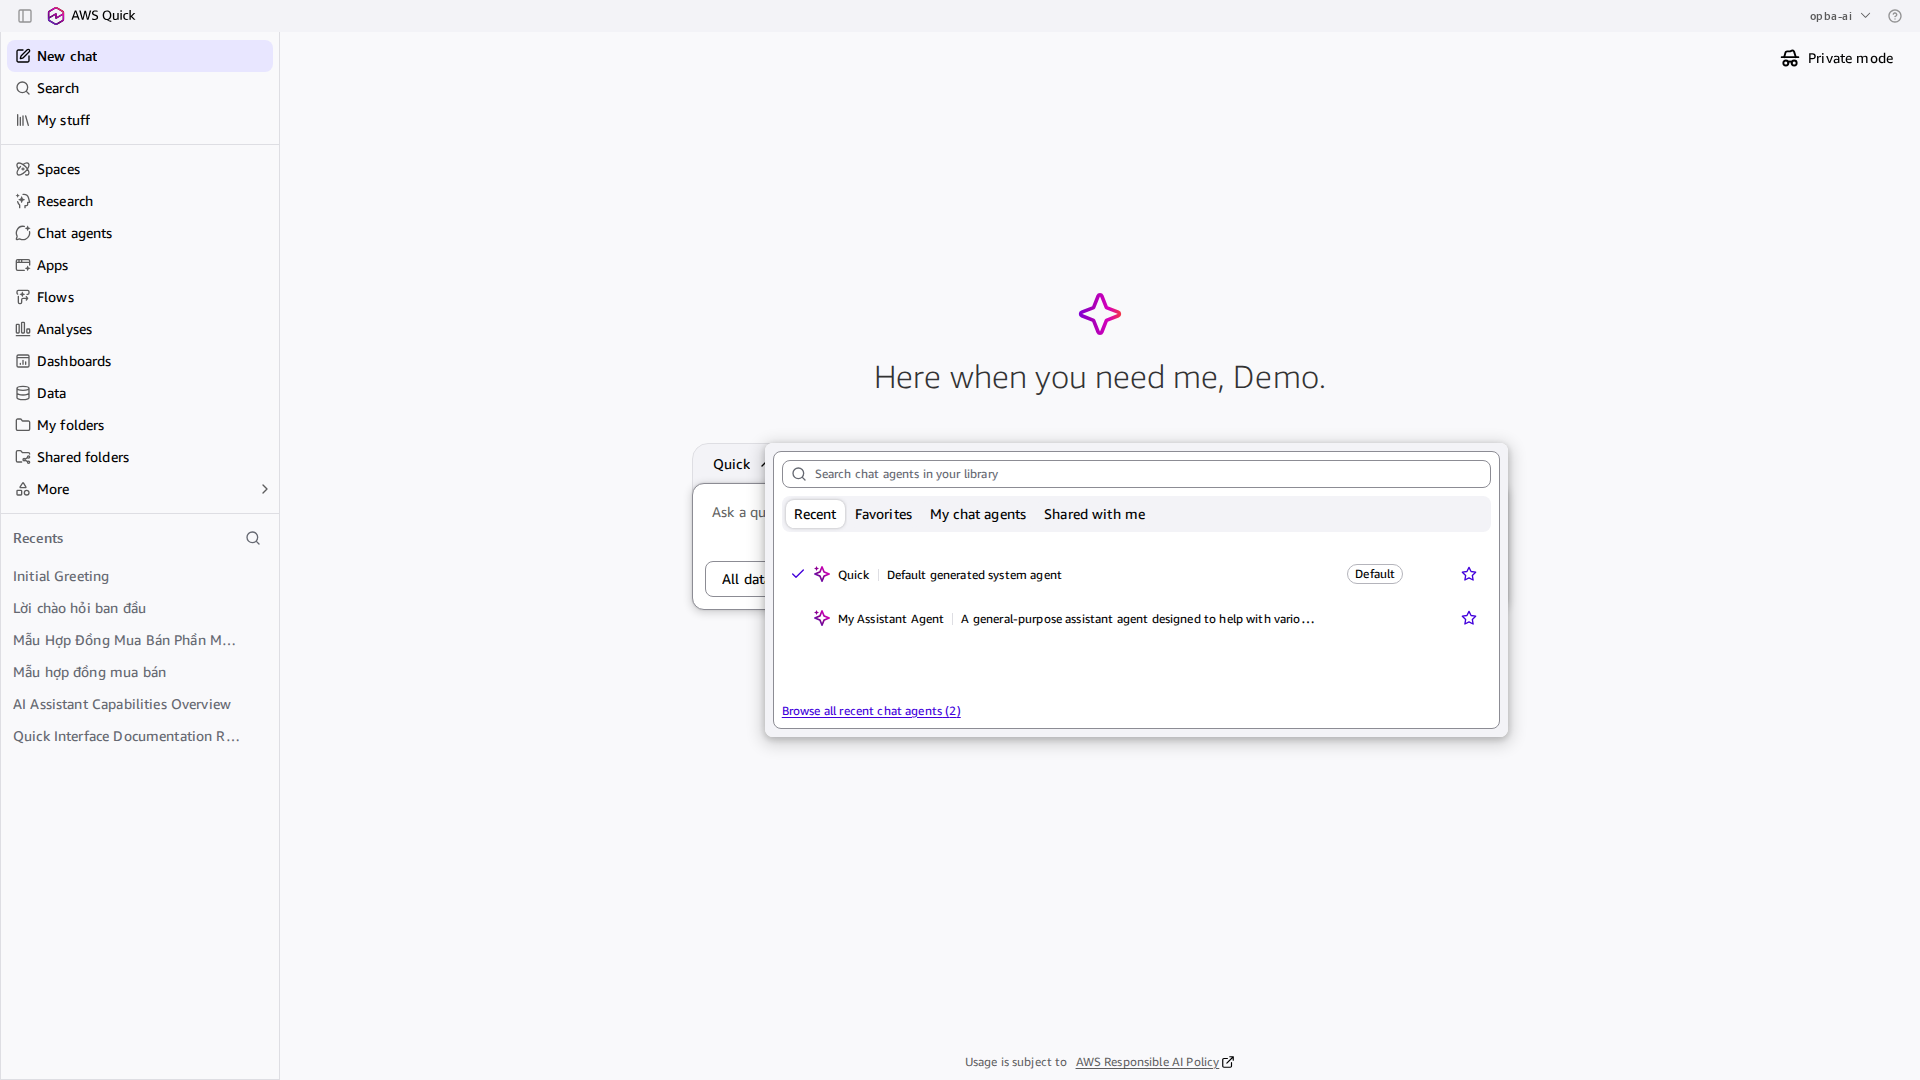 AWS Quick
opba-ai
New chat
Private mode
Search
My stuff
Spaces
Research
Chat agents
Apps
Flows
Analyses
Dashboards
Data
My folders
Shared folders
More
Recents
Initial Greeting
Lời chào hỏi ban đầu
Mẫu Hợp Đồng Mua Bán Phần M...
Mẫu hợp đồng mua bán
AI Assistant Capabilities Overview
Quick Interface Documentation R...
Here when you need me, Demo.
Quick
Ask a qu
All dat
Search chat agents in your library
Recent Favorites My chat agents Shared with me
Quick Default generated system agent Default
My Assistant Agent A general-purpose assistant agent designed to help with vario...
Browse all recent chat agents (2)
Usage is subject to AWS Responsible AI Policy